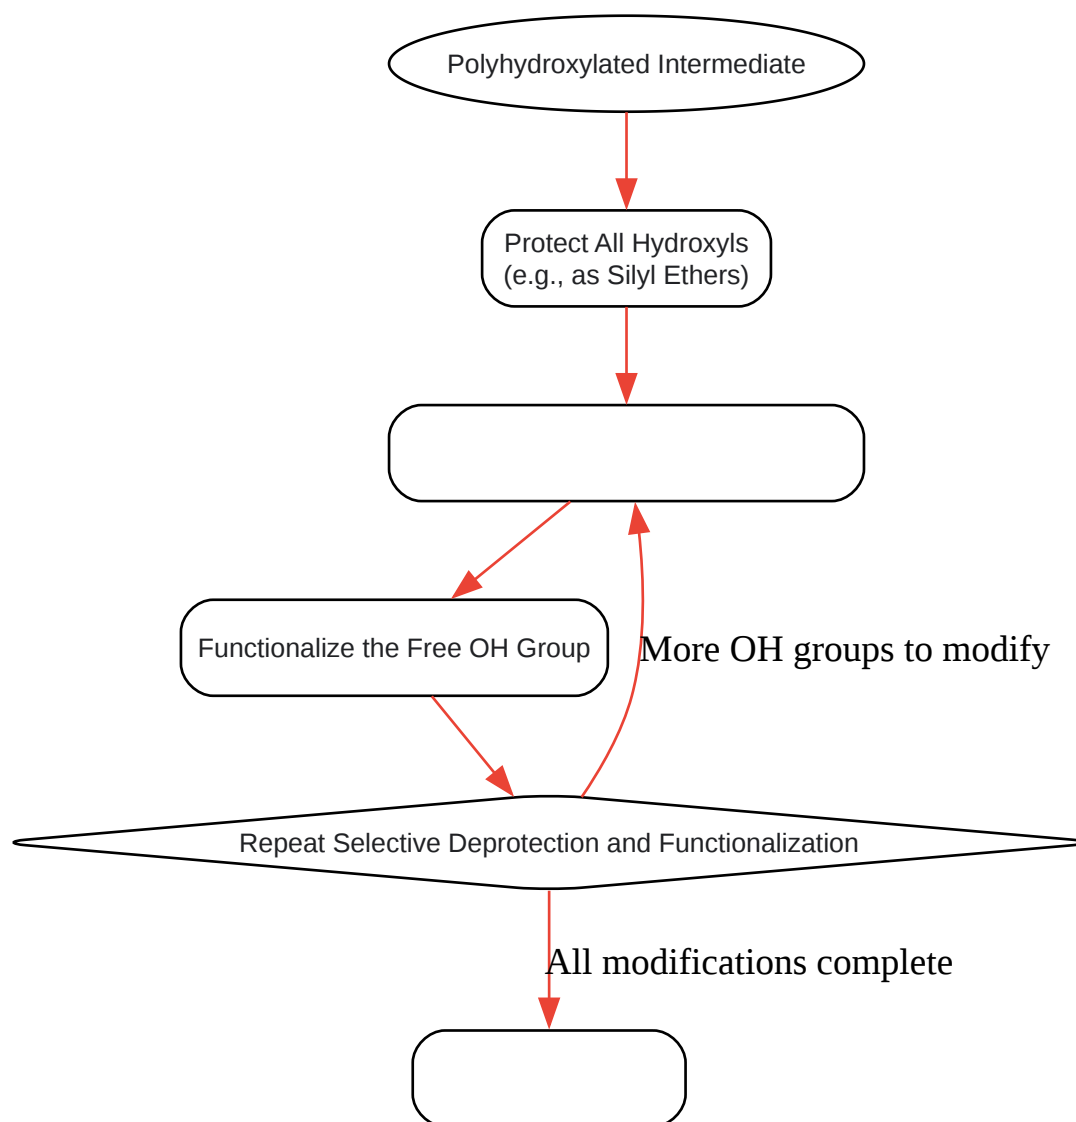 Polyhydroxylated Intermediate
Protect All Hydroxyls
(e.g., as Silyl Ethers)
Functionalize the Free OH Group
More OH groups to modify
Repeat Selective Deprotection and Functionalization
All modifications complete